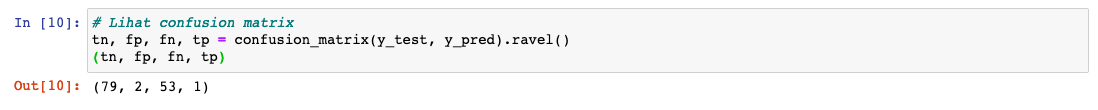 In [10]: # Lihat confusion matrix
tn, fp, fn, tp = confusion_matrix(y_test, y_pred).ravel()
(tn, fp, fn, tp)
Out[10]: (79, 2, 53, 1)